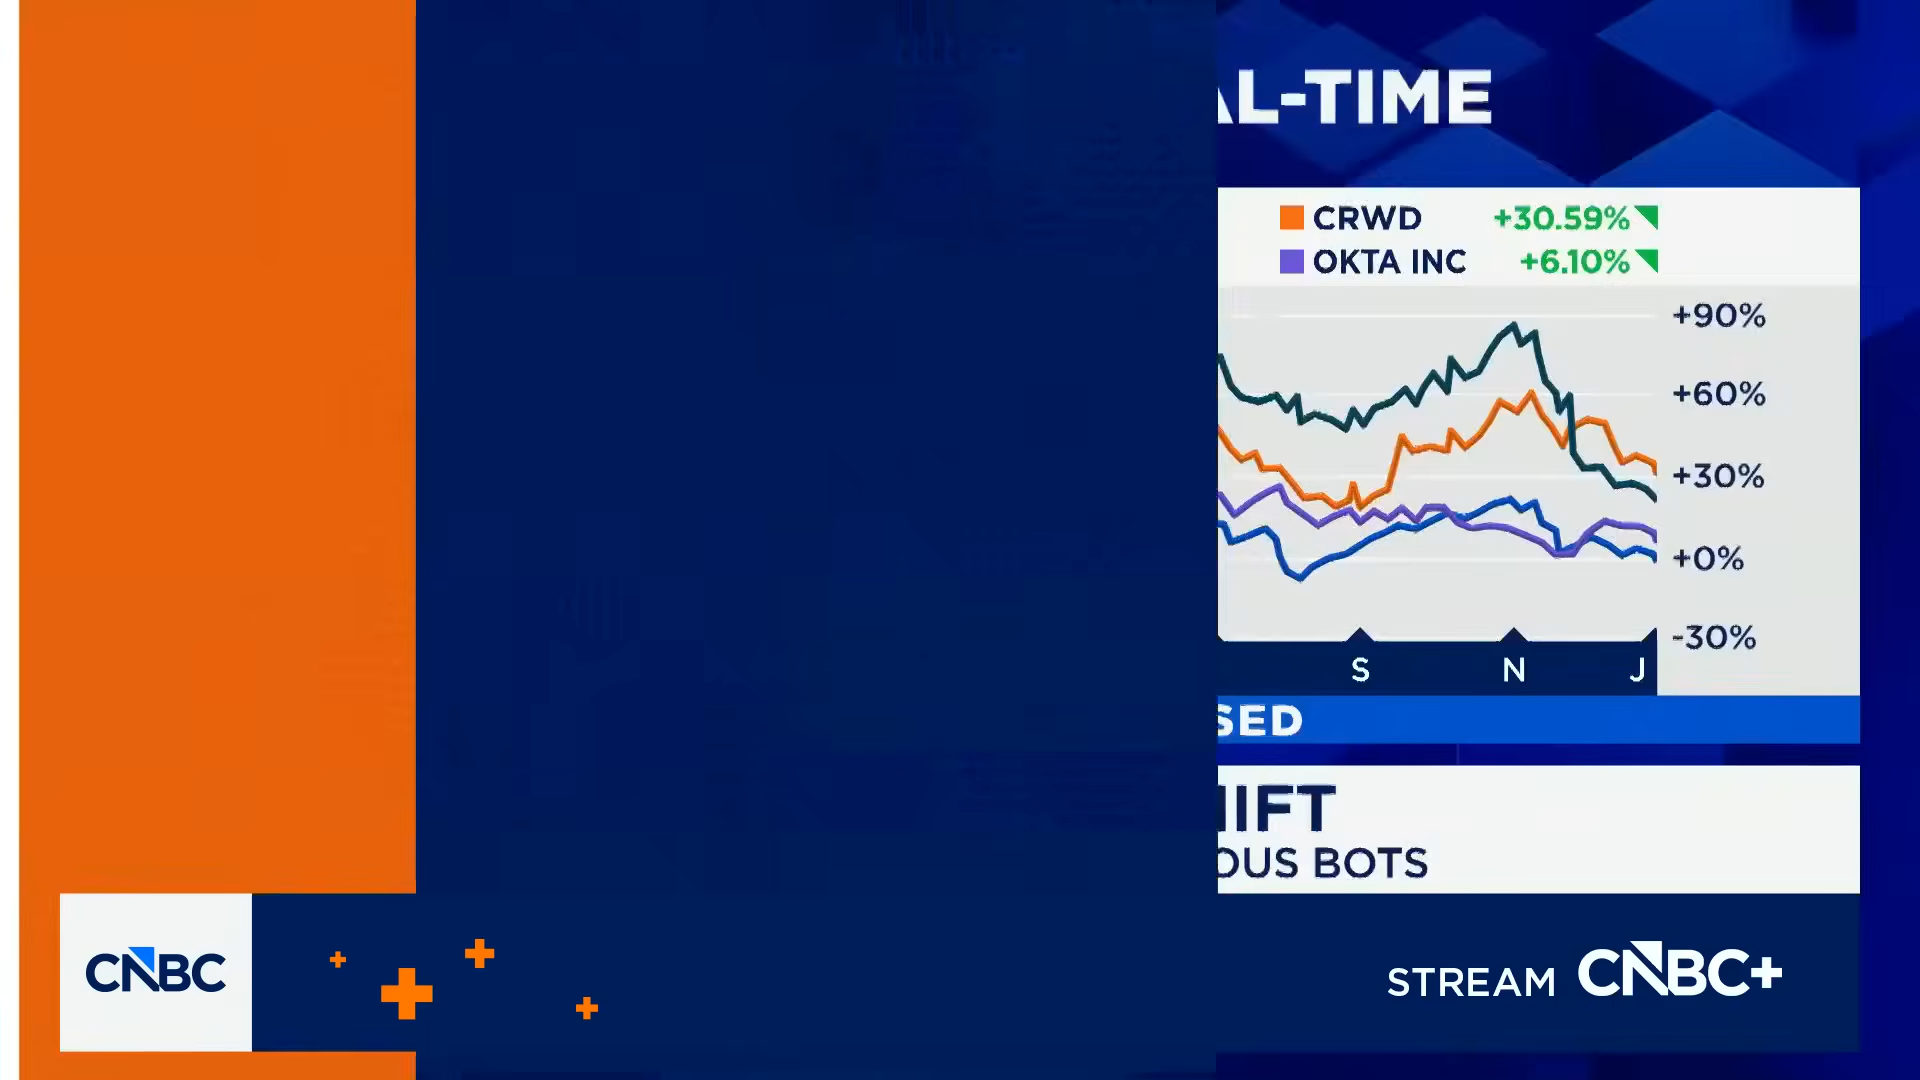 AL-TIME
CRWD +30.59%
OKTA INC +6.10%
+90%
+60%
+30%
+0%
-30%
S N J
SED
IFT
OUS BOTS
CNBC
STREAM CNBC+